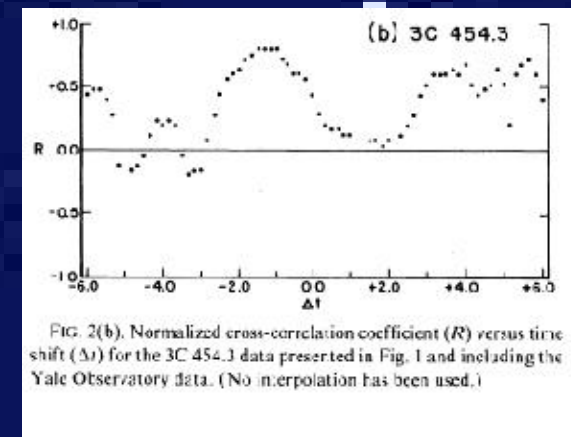 (b) 3C 454.3
+1.0
+0.5
R 0.0
-0.5
-1.0
-6.0 -4.0 -2.0 0.0 +2.0 +4.0 +6.0
Δt
FIG. 2(b). Normalized cross-correlation coefficient (R) versus time
shift (Δt) for the 3C 454.3 data presented in Fig. 1 and including the
Yale Observatory data. (No interpolation has been used.)